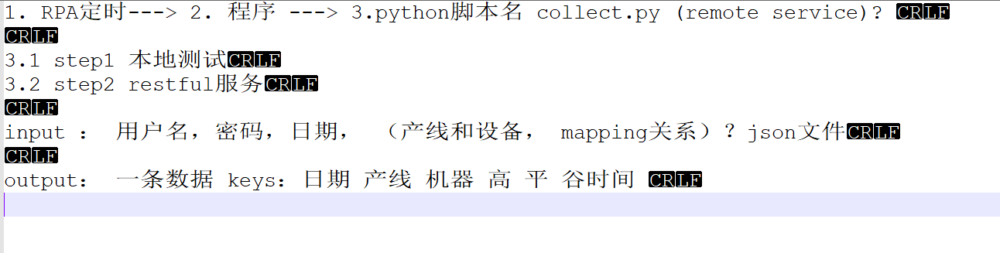 1. RPA定时---> 2. 程序 ---> 3.python脚本名 collect.py (remote service)? CRLF
CRLF
3.1 step1 本地测试CRLF
3.2 step2 restful服务CRLF
CRLF
input ： 用户名，密码，日期， （产线和设备， mapping关系）？json文件CRLF
CRLF
output： 一条数据 keys：日期 产线 机器 高 平 谷时间 CRLF